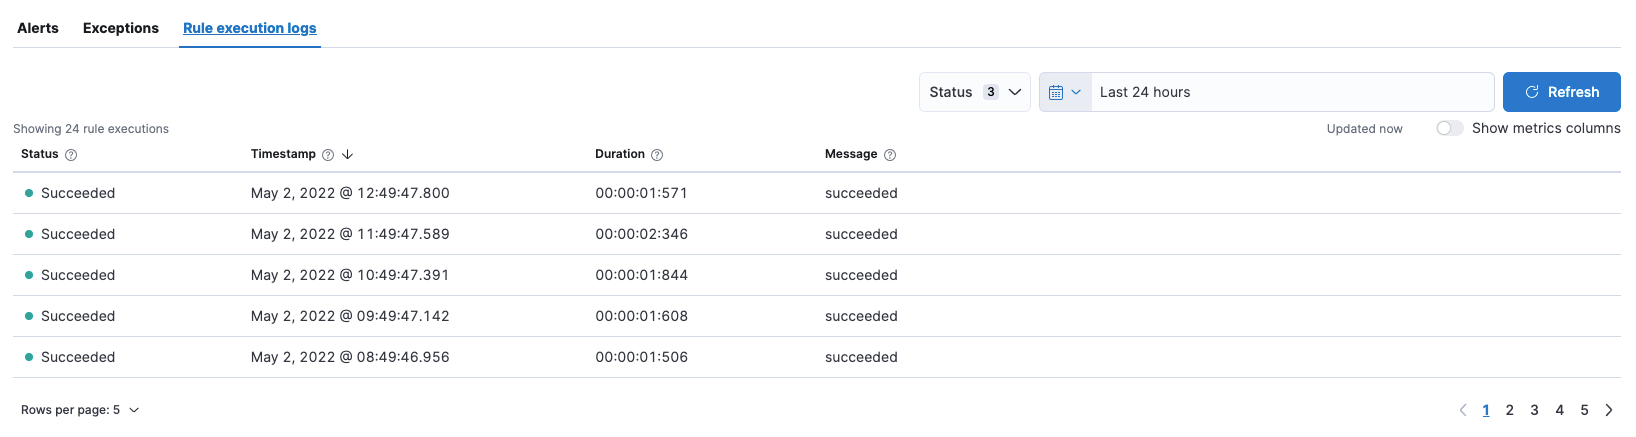 Alerts Exceptions Rule execution logs
Status 3 Last 24 hours Refresh
Showing 24 rule executions Updated now Show metrics columns
Status Timestamp Duration Message
Succeeded May 2, 2022 @ 12:49:47.800 00:00:01:571 succeeded
Succeeded May 2, 2022 @ 11:49:47.589 00:00:02:346 succeeded
Succeeded May 2, 2022 @ 10:49:47.391 00:00:01:844 succeeded
Succeeded May 2, 2022 @ 09:49:47.142 00:00:01:608 succeeded
Succeeded May 2, 2022 @ 08:49:46.956 00:00:01:506 succeeded
Rows per page: 5 1 2 3 4 5